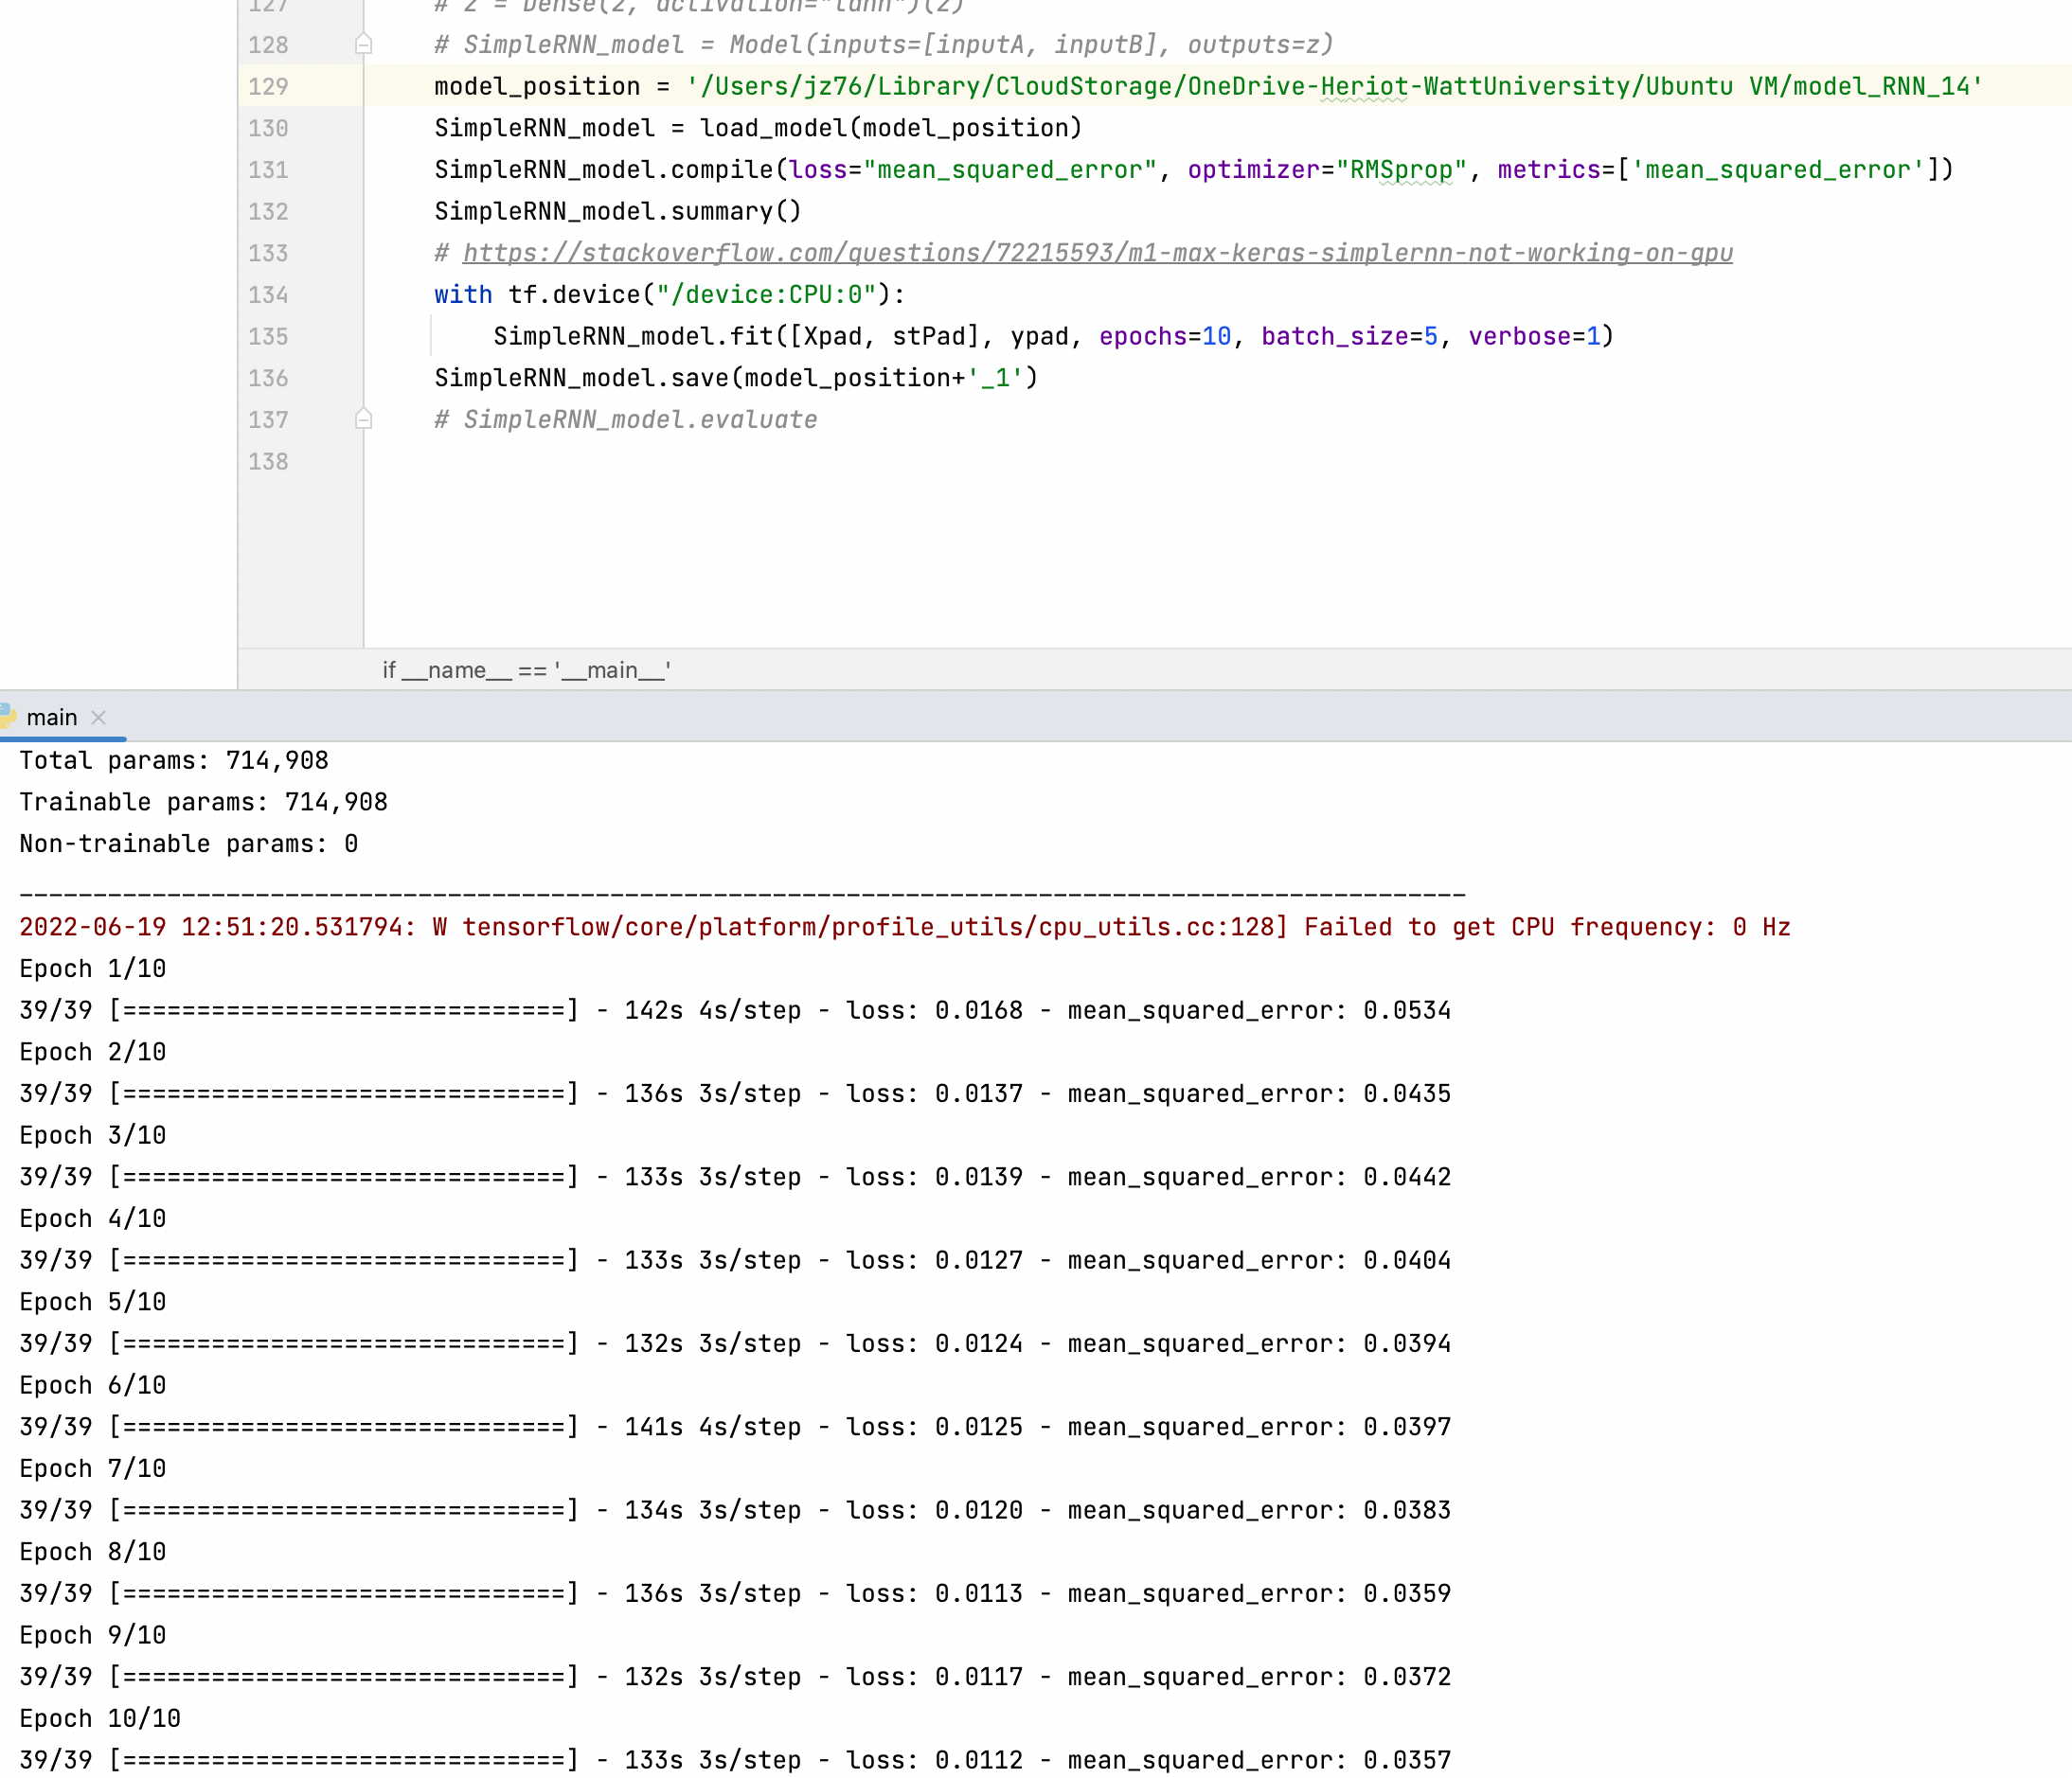 127 # z = Dense(2, activation="tanh")(z)
128 # SimpleRNN_model = Model(inputs=[inputA, inputB], outputs=z)
129 model_position = '/Users/jz76/Library/CloudStorage/OneDrive-Heriot-WattUniversity/Ubuntu VM/model_RNN_14'
130 SimpleRNN_model = load_model(model_position)
131 SimpleRNN_model.compile(loss="mean_squared_error", optimizer="RMSprop", metrics=['mean_squared_error'])
132 SimpleRNN_model.summary()
133 # https://stackoverflow.com/questions/72215593/m1-max-keras-simplernn-not-working-on-gpu
134 with tf.device("/device:CPU:0"):
135 SimpleRNN_model.fit([Xpad, stPad], ypad, epochs=10, batch_size=5, verbose=1)
136 SimpleRNN_model.save(model_position+'_1')
137 # SimpleRNN_model.evaluate
138
if __name__ == '__main__'
main
Total params: 714,908
Trainable params: 714,908
Non-trainable params: 0
__________________________________________________________________________________________________
2022-06-19 12:51:20.531794: W tensorflow/core/platform/profile_utils/cpu_utils.cc:128] Failed to get CPU frequency: 0 Hz
Epoch 1/10
39/39 [==============================] - 142s 4s/step - loss: 0.0168 - mean_squared_error: 0.0534
Epoch 2/10
39/39 [==============================] - 136s 3s/step - loss: 0.0137 - mean_squared_error: 0.0435
Epoch 3/10
39/39 [==============================] - 133s 3s/step - loss: 0.0139 - mean_squared_error: 0.0442
Epoch 4/10
39/39 [==============================] - 133s 3s/step - loss: 0.0127 - mean_squared_error: 0.0404
Epoch 5/10
39/39 [==============================] - 132s 3s/step - loss: 0.0124 - mean_squared_error: 0.0394
Epoch 6/10
39/39 [==============================] - 141s 4s/step - loss: 0.0125 - mean_squared_error: 0.0397
Epoch 7/10
39/39 [==============================] - 134s 3s/step - loss: 0.0120 - mean_squared_error: 0.0383
Epoch 8/10
39/39 [==============================] - 136s 3s/step - loss: 0.0113 - mean_squared_error: 0.0359
Epoch 9/10
39/39 [==============================] - 132s 3s/step - loss: 0.0117 - mean_squared_error: 0.0372
Epoch 10/10
39/39 [==============================] - 133s 3s/step - loss: 0.0112 - mean_squared_error: 0.0357